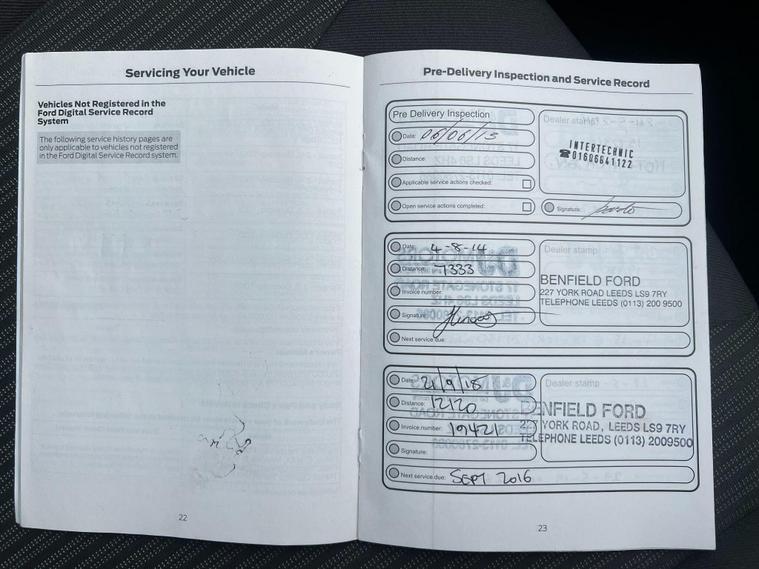 Servicing Your Vehicle
Vehicles Not Registered in the
Ford Digital Service Record
System
The following service history pages are
only applicable to vehicles not registered
in the Ford Digital Service Record system.
22
Pre-Delivery Inspection and Service Record
Pre Delivery Inspection
Date: 06/06/13
Distance:
Applicable service actions checked:
Open service actions completed:
Dealer stamp
INTERTECHNIC
☎01606641122
Signature:
Date: 4-8-14
Distance: 7333
Invoice number:
Signature:
Next service due:
Dealer stamp
BENFIELD FORD
227 YORK ROAD LEEDS LS9 7RY
TELEPHONE LEEDS (0113) 200 9500
Date: 21/9/15
Distance: 12120
Invoice number:
Signature:
Next service due: SEPT 2016
Dealer stamp
BENFIELD FORD
227 YORK ROAD, LEEDS LS9 7RY
TELEPHONE LEEDS (0113) 2009500
23